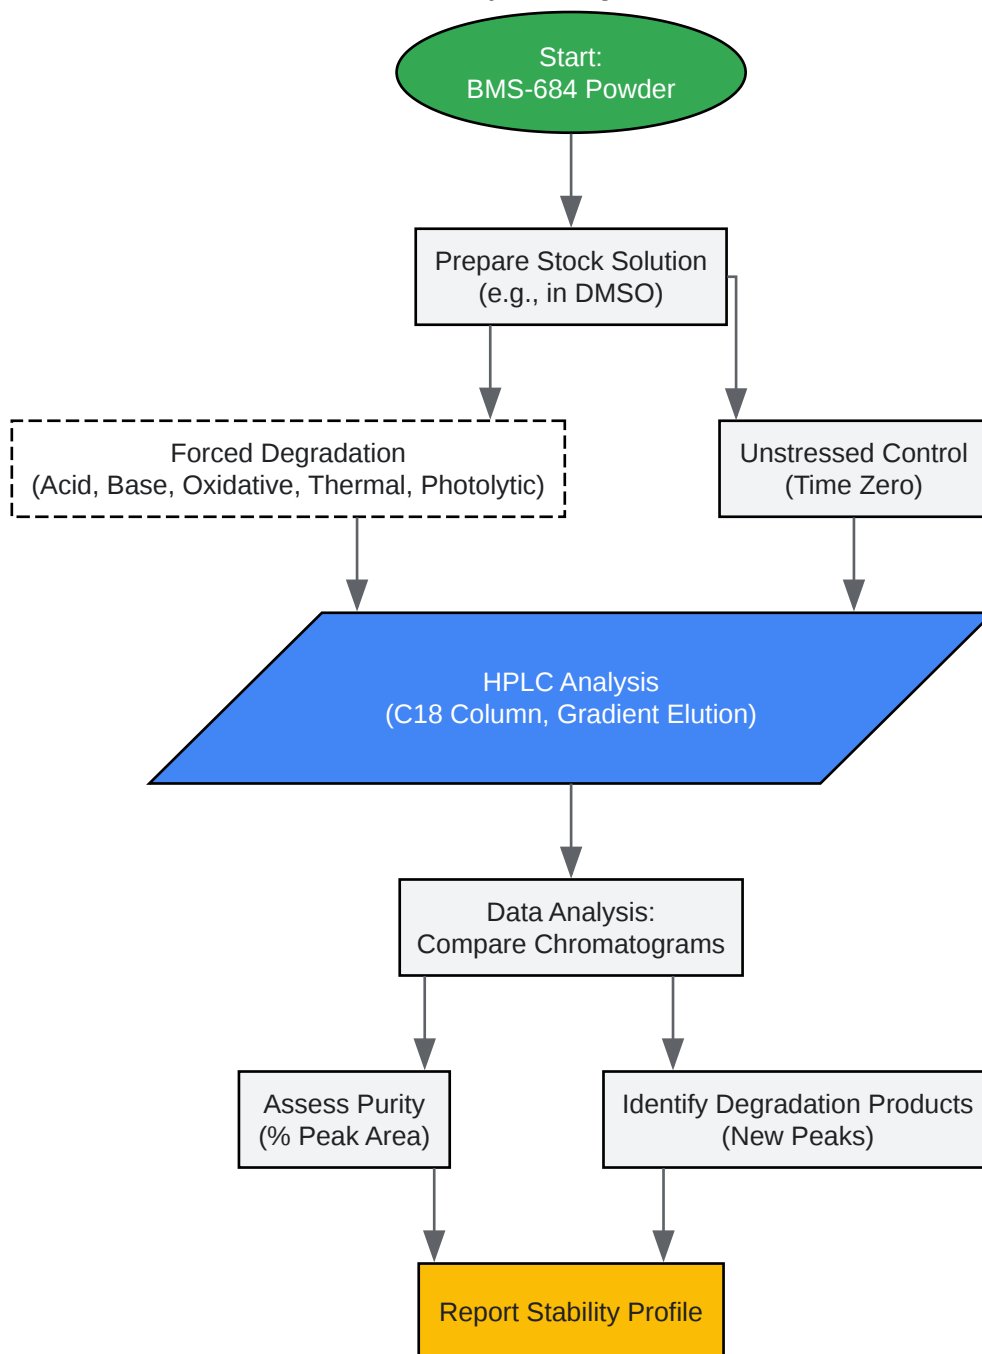 Start:
BMS-684 Powder
Prepare Stock Solution
(e.g., in DMSO)
Forced Degradation
(Acid, Base, Oxidative, Thermal, Photolytic)
Unstressed Control
(Time Zero)
HPLC Analysis
(C18 Column, Gradient Elution)
Data Analysis:
Compare Chromatograms
Assess Purity
(% Peak Area)
Identify Degradation Products
(New Peaks)
Report Stability Profile